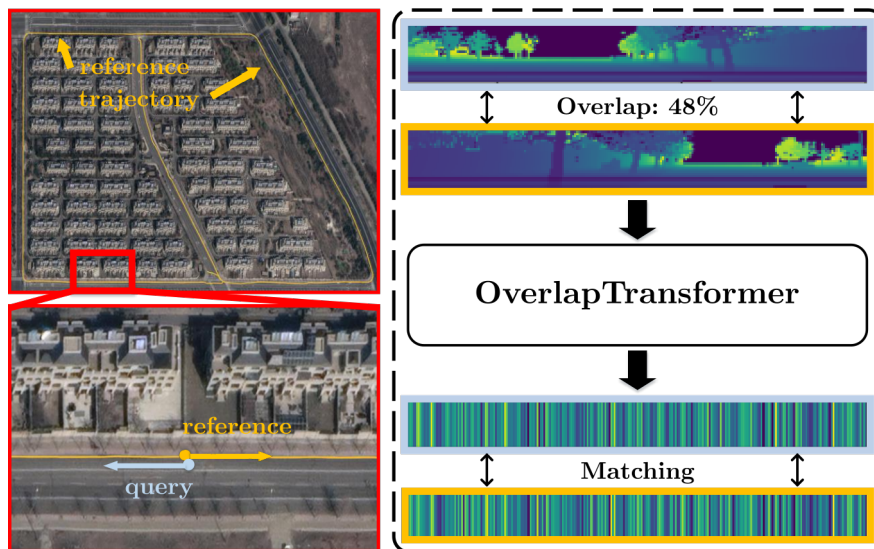 reference
trajectory
reference
query
Overlap: 48%
OverlapTransformer
Matching